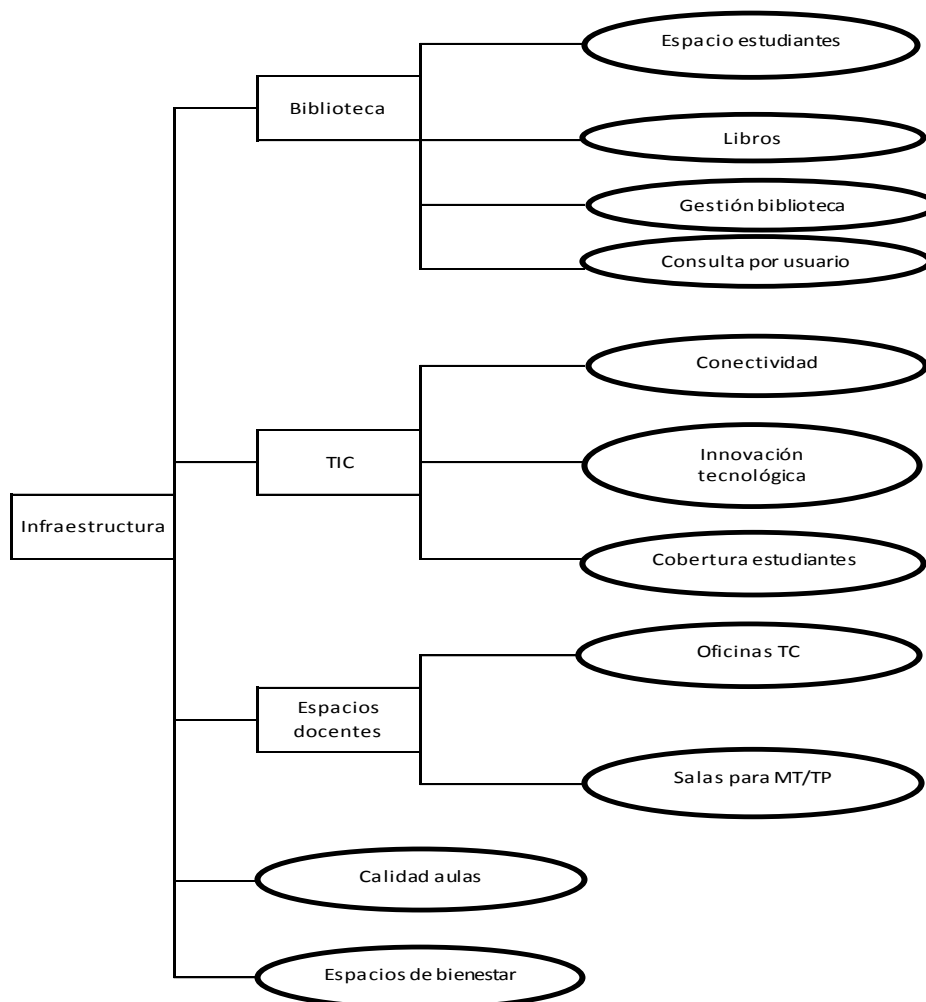 Espacio estudiantes
Biblioteca
Libros
Gestión biblioteca
Consulta por usuario
Conectividad
TIC
Innovación
tecnológica
Infraestructura
Cobertura estudiantes
Oficinas TC
Espacios
docentes
Salas para MT/TP
Calidad aulas
Espacios de bienestar